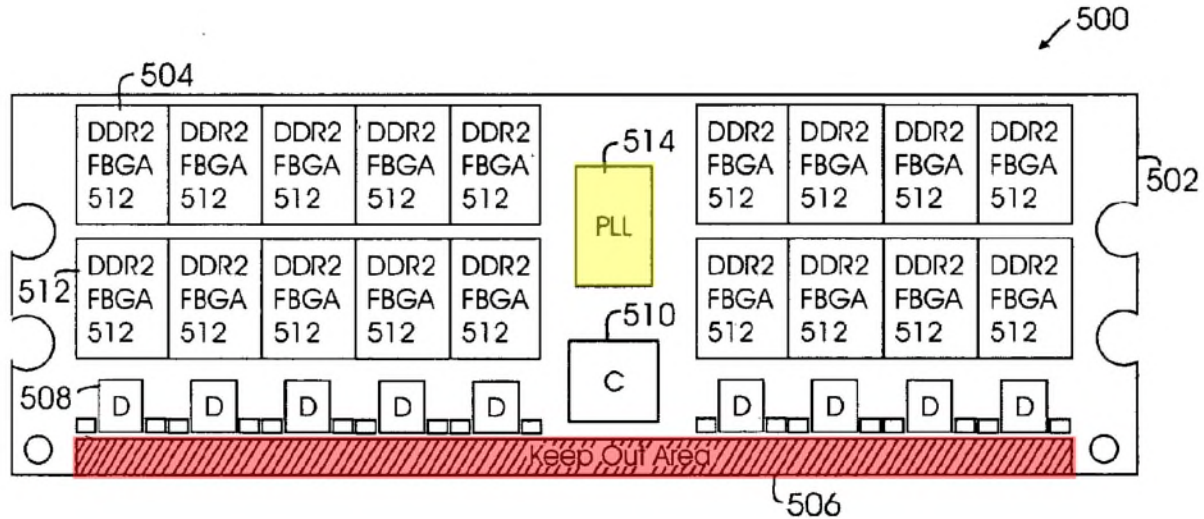 500
504
DDR2 DDR2 DDR2 DDR2 DDR2
FBGA FBGA FBGA FBGA FBGA
512 512 512 512 512
514
PLL
DDR2 DDR2 DDR2 DDR2
FBGA FBGA FBGA FBGA
512 512 512 512
502
512
DDR2 DDR2 DDR2 DDR2 DDR2
FBGA FBGA FBGA FBGA FBGA
512 512 512 512 512
510
C
DDR2 DDR2 DDR2 DDR2
FBGA FBGA FBGA FBGA
512 512 512 512
508
D D D D D
D D D D
Keep Out Area
506